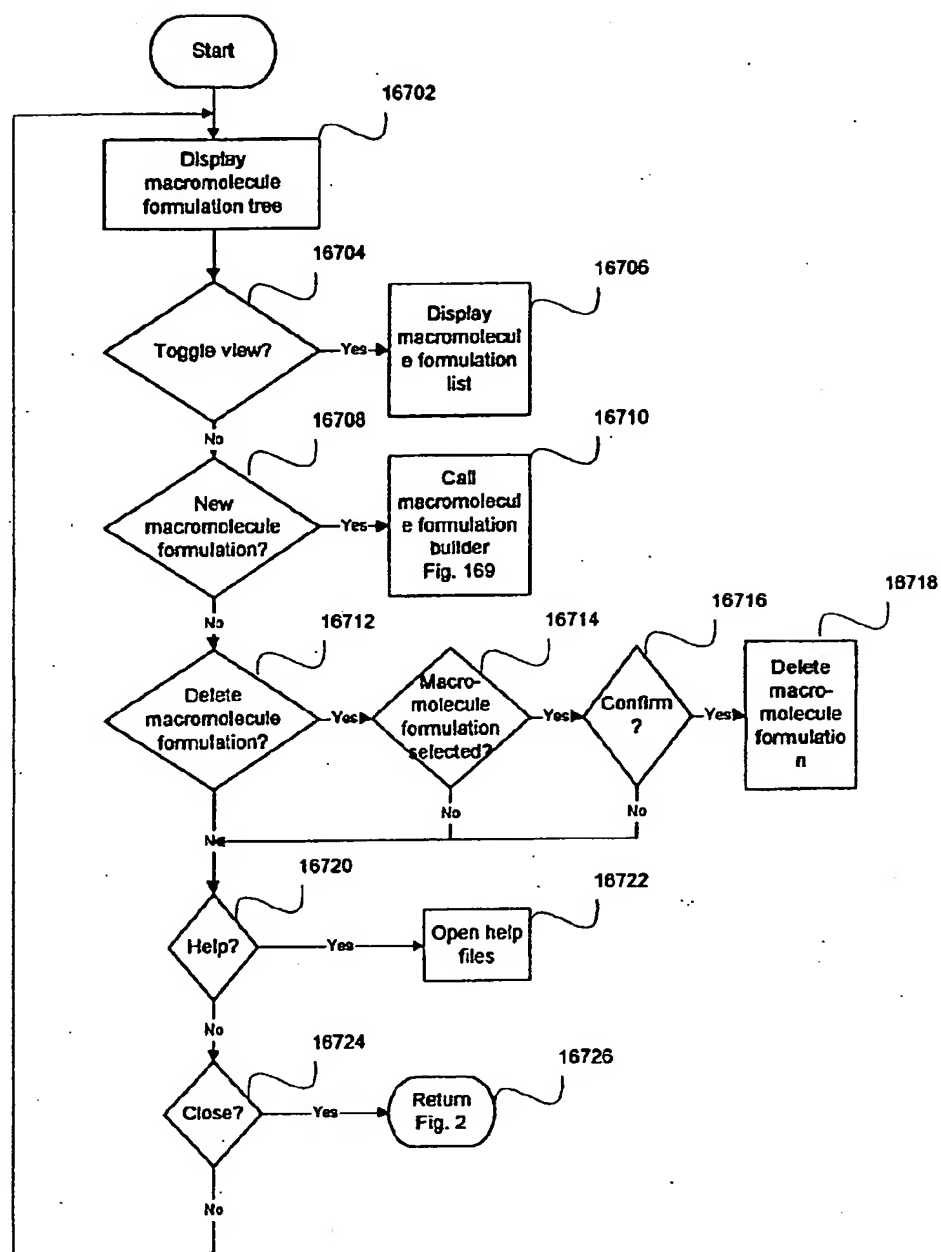 Start
16702
Display
macromolecule
formulation tree
16704
Toggle view?
Yes
16706
Display
macromolecul
e formulation
list
No
16708
New
macromolecule
formulation?
Yes
16710
Call
macromolecul
e formulation
builder
Fig. 169
No
16712
Delete
macromolecule
formulation?
Yes
16714
Macro-
molecule
formulation
selected?
Yes
16716
Confirm
?
Yes
16718
Delete
macro-
molecule
formulatio
n
No
No
N
16720
Help?
Yes
16722
Open help
files
No
16724
Close?
Yes
16726
Return
Fig. 2
No